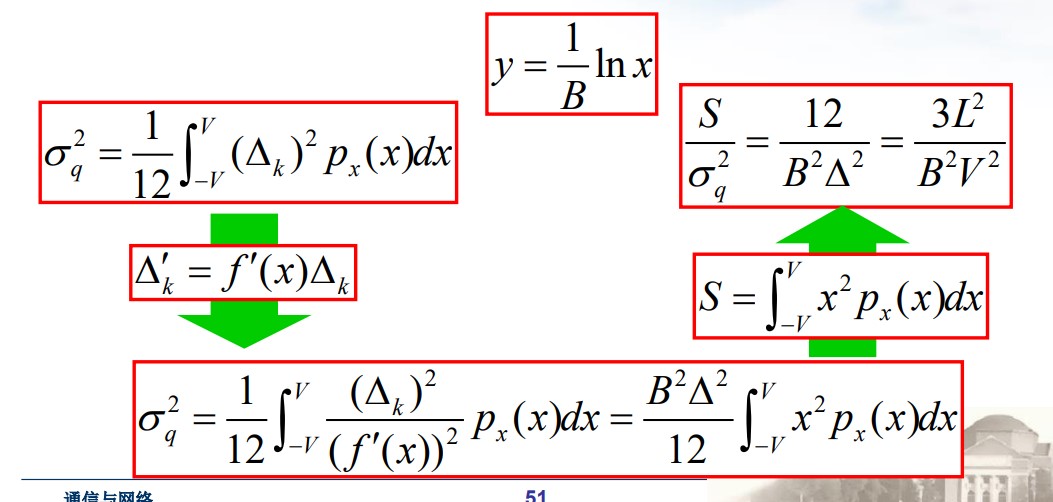 y = \frac{1}{B} \ln x
\sigma_q^2 = \frac{1}{12} \int_{-V}^{V} (\Delta_k)^2 p_x(x)dx
\frac{S}{\sigma_q^2} = \frac{12}{B^2 \Delta^2} = \frac{3L^2}{B^2 V^2}
\Delta'_k = f'(x)\Delta_k
S = \int_{-V}^{V} x^2 p_x(x)dx
\sigma_q^2 = \frac{1}{12} \int_{-V}^{V} \frac{(\Delta_k)^2}{(f'(x))^2} p_x(x)dx = \frac{B^2 \Delta^2}{12} \int_{-V}^{V} x^2 p_x(x)dx
通信与网络
51